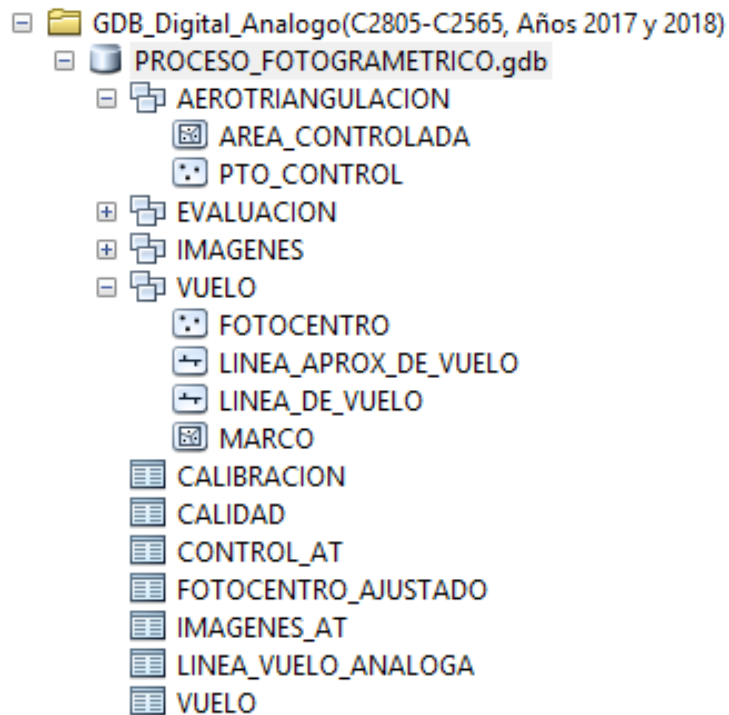 GDB_Digital_Analogo(C2805-C2565, Años 2017 y 2018)
PROCESO_FOTOGRAMETRICO.gdb
AEROTRIANGULACION
AREA_CONTROLADA
PTO_CONTROL
EVALUACION
IMAGENES
VUELO
FOTOCENTRO
LINEA_APROX_DE_VUELO
LINEA_DE_VUELO
MARCO
CALIBRACION
CALIDAD
CONTROL_AT
FOTOCENTRO_AJUSTADO
IMAGENES_AT
LINEA_VUELO_ANALOGA
VUELO